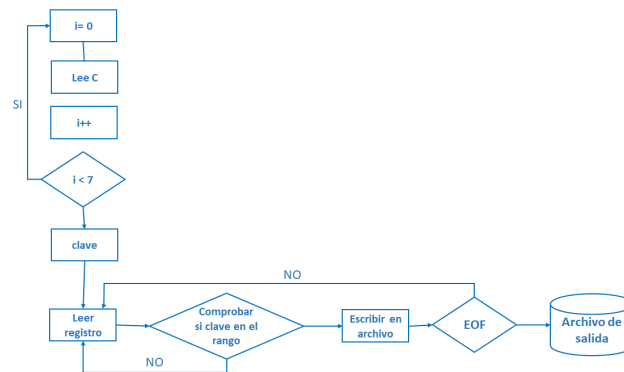 i= 0
Lee C
SI
i++
i < 7
clave
NO
Leer
registro
Comprobar
si clave en el
rango
Escribir en
archivo
EOF
Archivo de
salida
NO